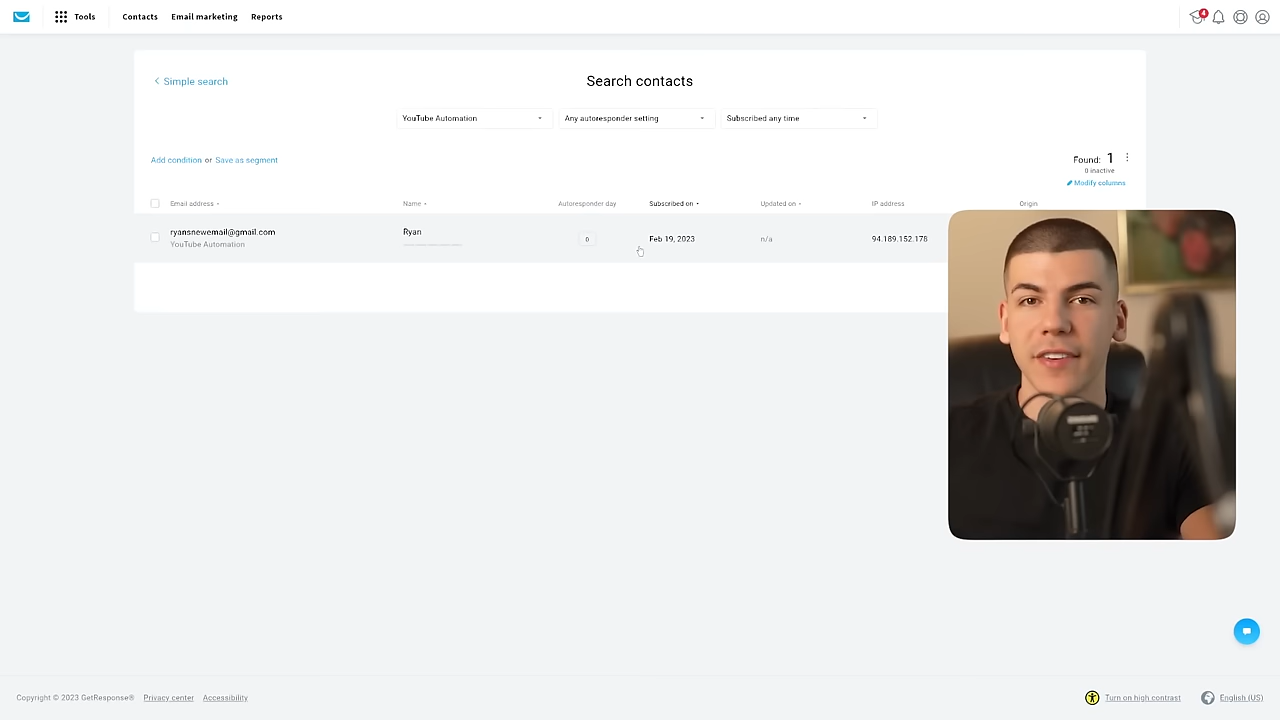 Tools
Contacts
Email marketing
Reports
4
Simple search
Search contacts
YouTube Automation
Any autoresponder setting
Subscribed any time
Add condition or Save as segment
Found: 1
0 inactive
Modify columns
Email address
Name
Autoresponder day
Subscribed on
Updated on
IP address
Origin
ryansnewemail@gmail.com
YouTube Automation
Ryan
0
Feb 19, 2023
n/a
94.189.152.178
Copyright © 2023 GetResponse®
Privacy center
Accessibility
Turn on high contrast
English (US)